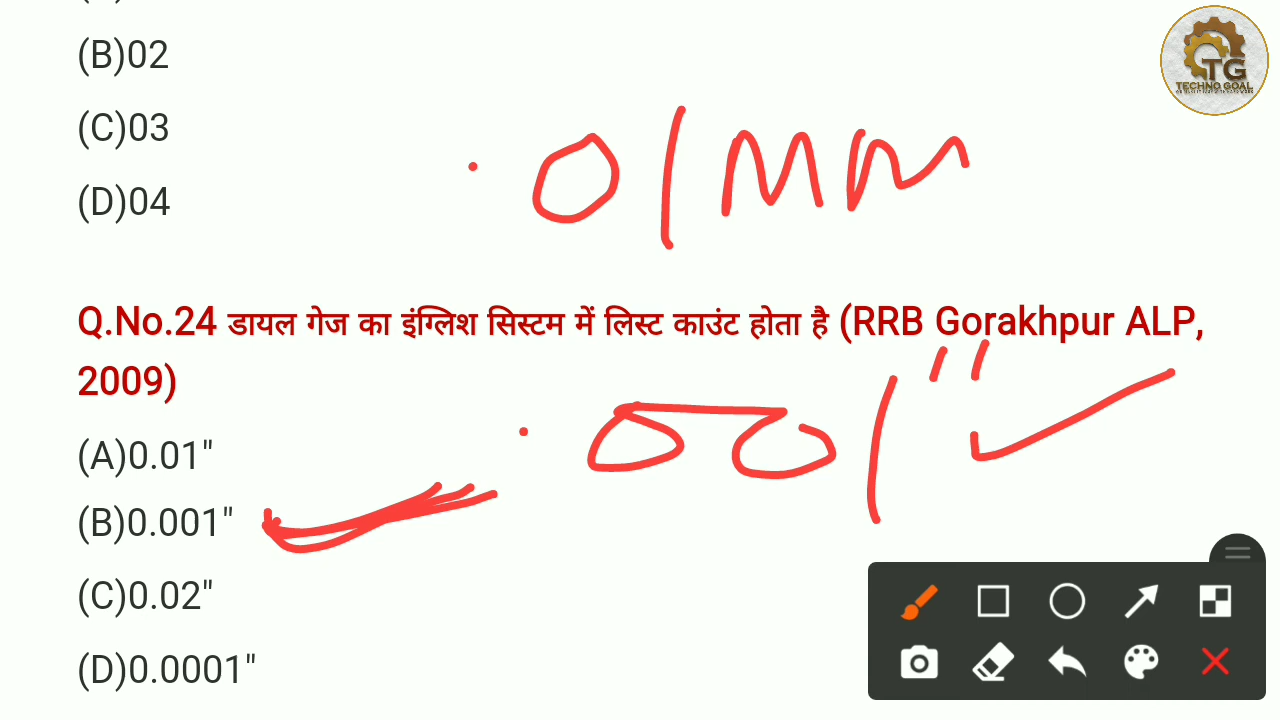 (B)02
TG
TECHNO GOAL
(C)03
. 01MM
(D)04
Q.No.24 डायल गेज का इंग्लिश सिस्टम में लिस्ट काउंट होता है (RRB Gorakhpur ALP,
2009)
. 001"
(A)0.01"
(B)0.001"
(C)0.02"
(D)0.0001"